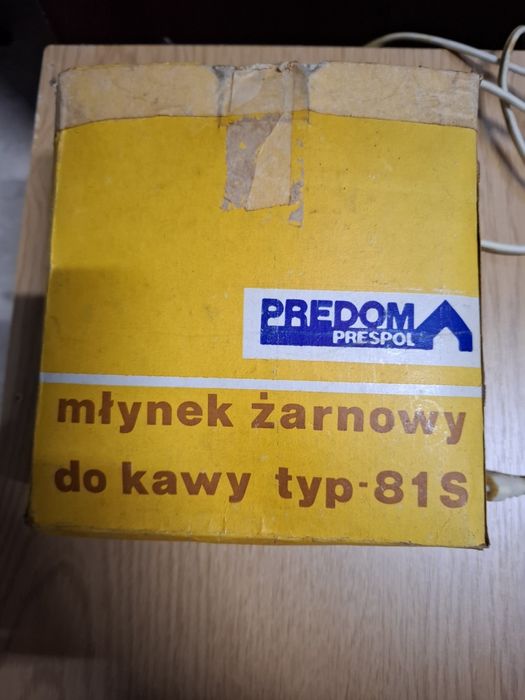 PREDOM
PRESPOL
młynek żarnowy
do kawy typ-81S